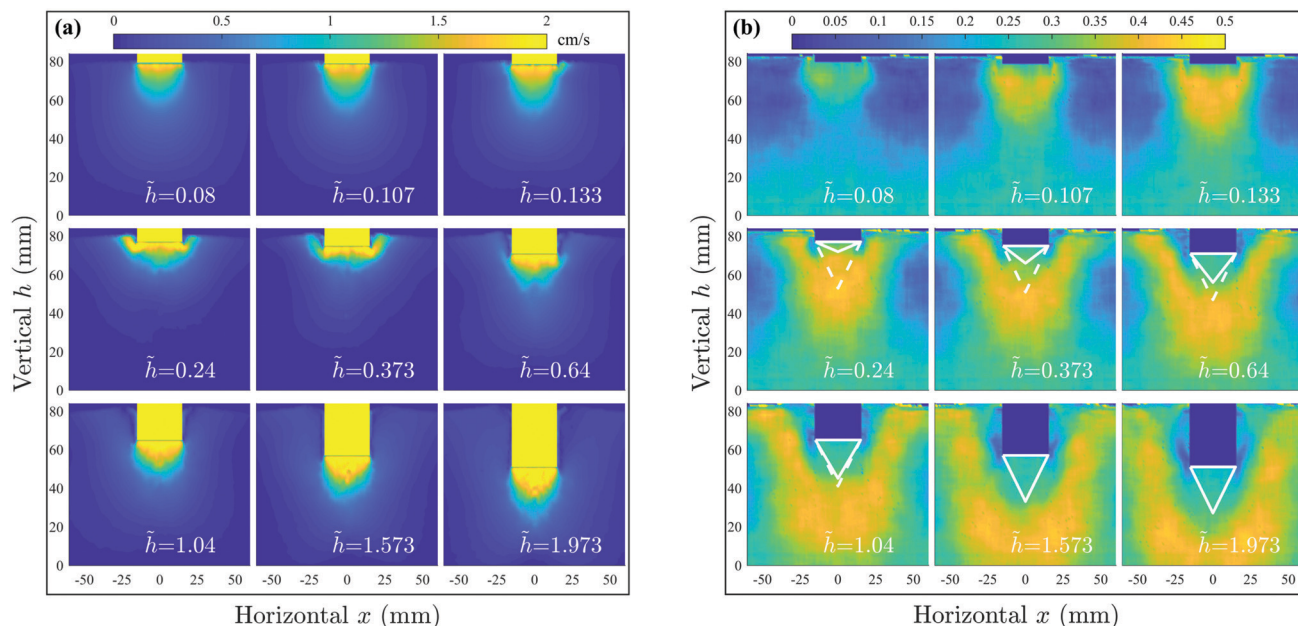 (a)
0 0.5 1 1.5 2
cm/s
80
60
40
20
0
h̃=0.08
h̃=0.107
h̃=0.133
80
60
40
20
0
h̃=0.24
h̃=0.373
h̃=0.64
80
60
40
20
0
h̃=1.04
h̃=1.573
h̃=1.973
-50 -25 0 25 50
-50 -25 0 25 50
-50 -25 0 25 50
Vertical h (mm)
Horizontal x (mm)
(b)
0 0.05 0.1 0.15 0.2 0.25 0.3 0.35 0.4 0.45 0.5
80
60
40
20
0
h̃=0.08
h̃=0.107
h̃=0.133
80
60
40
20
0
h̃=0.24
h̃=0.373
h̃=0.64
80
60
40
20
0
h̃=1.04
h̃=1.573
h̃=1.973
-50 -25 0 25 50
-50 -25 0 25 50
-50 -25 0 25 50
Vertical h (mm)
Horizontal x (mm)